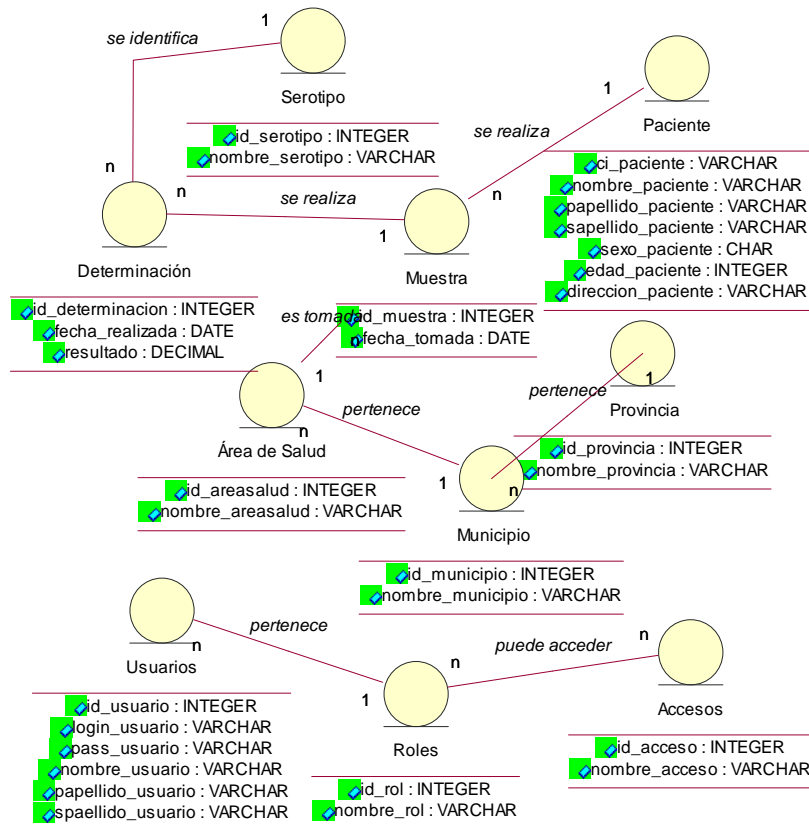 1
se identifica
Serotipo
id_serotipo : INTEGER
nombre_serotipo : VARCHAR
1
se realiza
Paciente
ci_paciente : VARCHAR
nombre_paciente : VARCHAR
papellido_paciente : VARCHAR
sapellido_paciente : VARCHAR
sexo_paciente : CHAR
edad_paciente : INTEGER
direccion_paciente : VARCHAR
n
n
se realiza
1
n
Determinación
id_determinacion : INTEGER
fecha_realizada : DATE
resultado : DECIMAL
Muestra
id_muestra : INTEGER
fecha_tomada : DATE
es tomada
n
1
Área de Salud
id_areasalud : INTEGER
nombre_areasalud : VARCHAR
n
pertenece
1
pertenece
1
n
Provincia
id_provincia : INTEGER
nombre_provincia : VARCHAR
Municipio
id_municipio : INTEGER
nombre_municipio : VARCHAR
Usuarios
id_usuario : INTEGER
login_usuario : VARCHAR
pass_usuario : VARCHAR
nombre_usuario : VARCHAR
papellido_usuario : VARCHAR
spaellido_usuario : VARCHAR
n
pertenece
1
Roles
id_rol : INTEGER
nombre_rol : VARCHAR
n
puede acceder
n
Accesos
id_acceso : INTEGER
nombre_acceso : VARCHAR